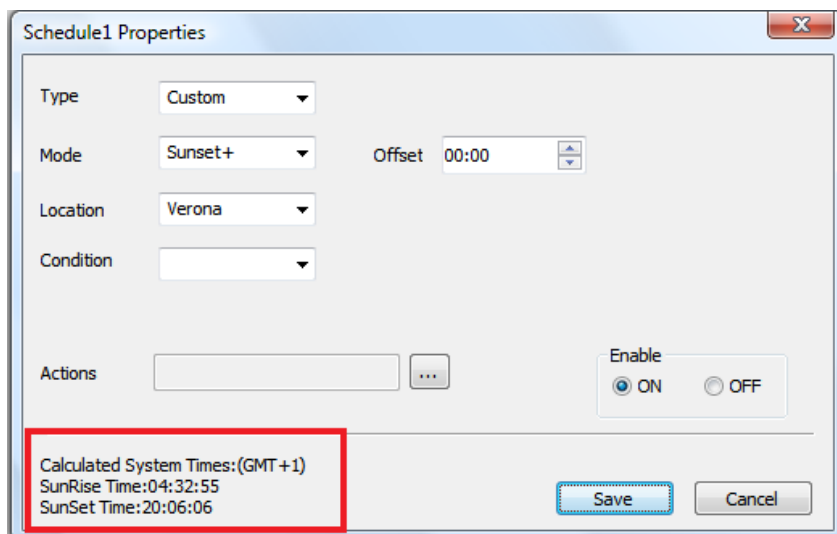 Schedule1 Properties
Type Custom
Mode Sunset+ Offset 00:00
Location Verona
Condition
Enable
Actions ... ON OFF
Calculated System Times:(GMT+1)
SunRise Time:04:32:55
SunSet Time:20:06:06
Save Cancel